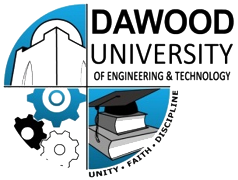 DAWOOD
UNIVERSITY
OF ENGINEERING & TECHNOLOGY
UNITY • FAITH • DISCIPLINE